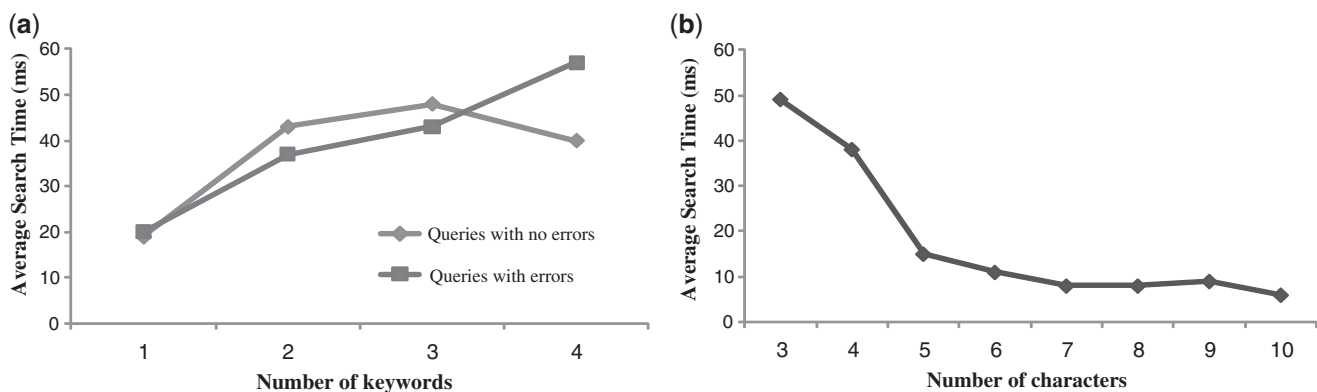 (a)
60
50
40
30
20
10
0
Average Search Time (ms)
1 2 3 4
Number of keywords
Queries with no errors
Queries with errors
(b)
60
50
40
30
20
10
0
Average Search Time (ms)
3 4 5 6 7 8 9 10
Number of characters